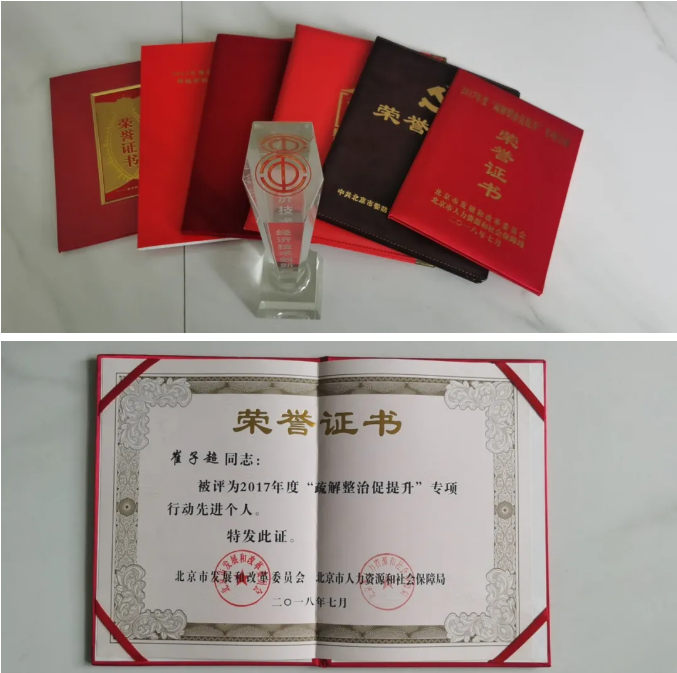 荣誉证书
荣誉
中共北京市委
荣誉证书
北京市发展和改革委员会
北京市人力资源和社会保障局
二〇一八年七月
阶技
经济技术
荣誉证书
崔子超同志：
被评为2017年度“疏解整治促提升”专项
行动先进个人。
特发此证。
北京市发展和改革委员会 北京市人力资源和社会保障局
二〇一八年七月